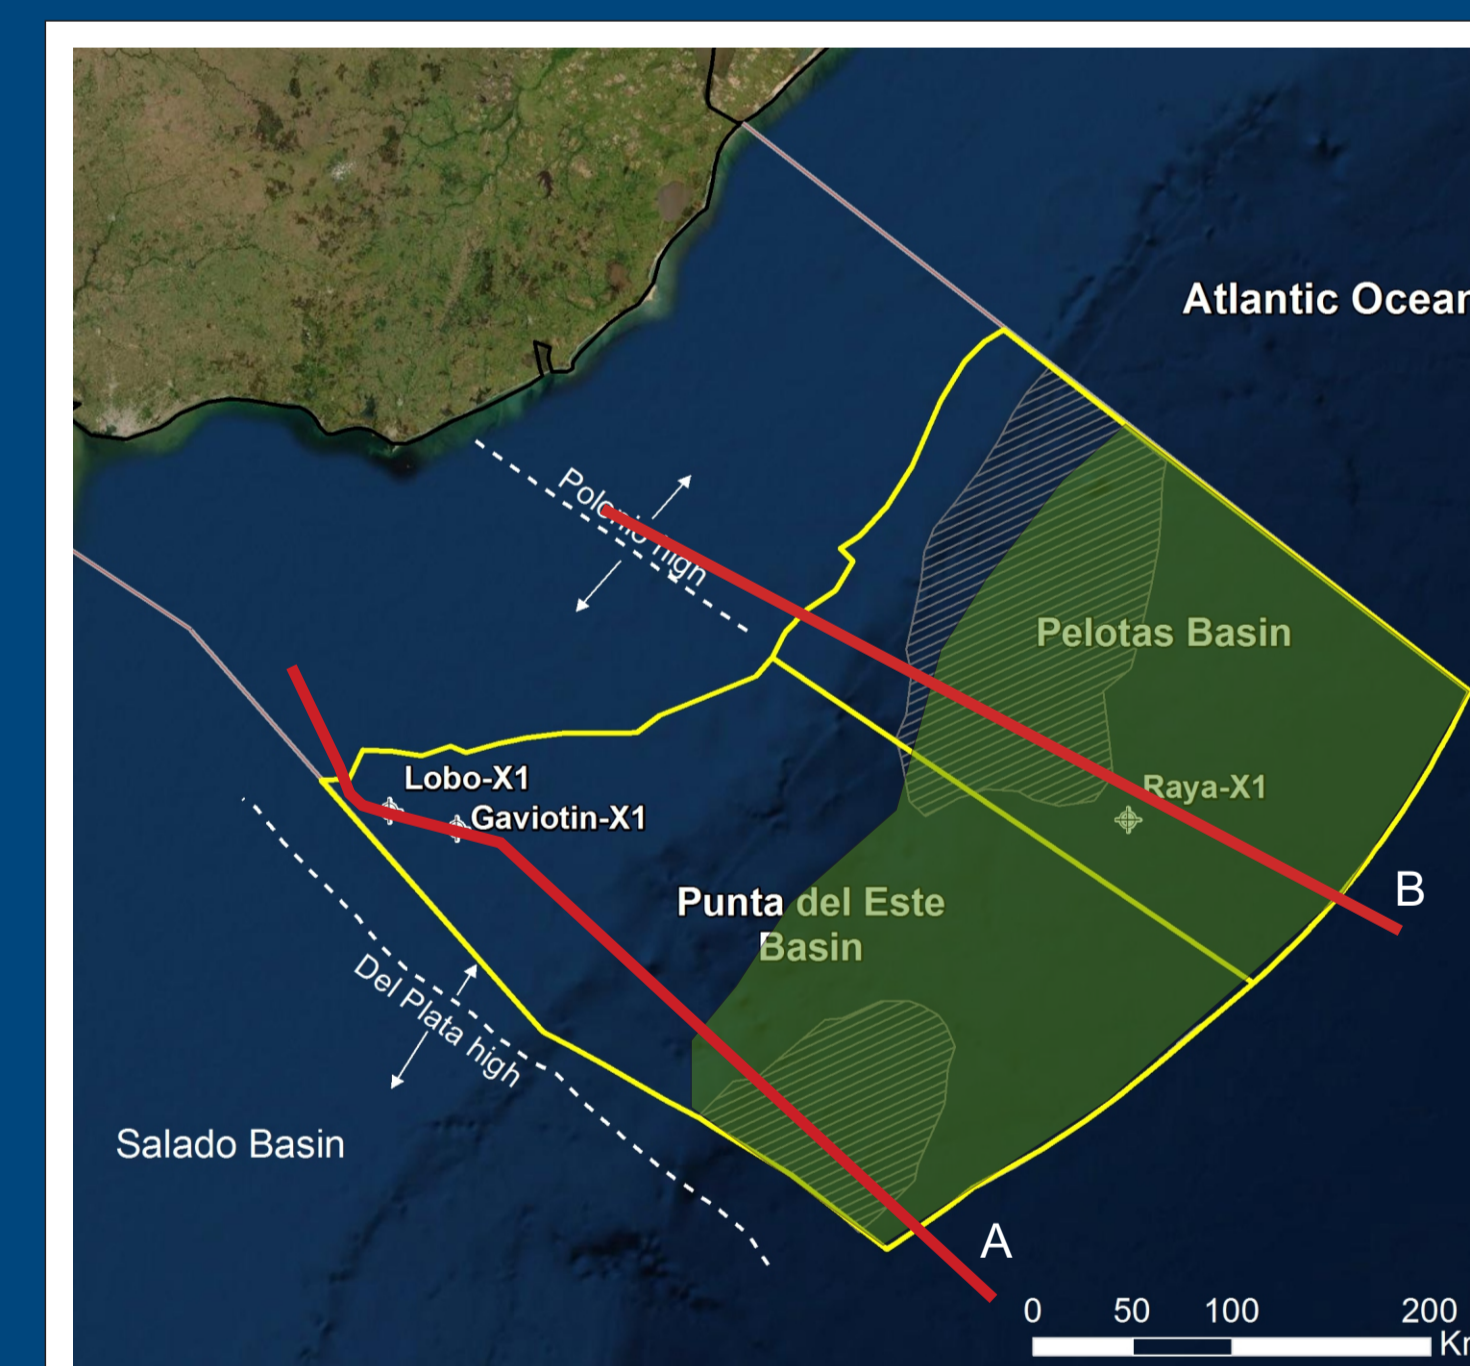 Atlantic Ocean
Polonio high
Pelotas Basin
Lobo-X1
Gaviotin-X1
Raya-X1
B
Punta del Este
Basin
Del Plata high
Salado Basin
A
0 50 100 200
Km